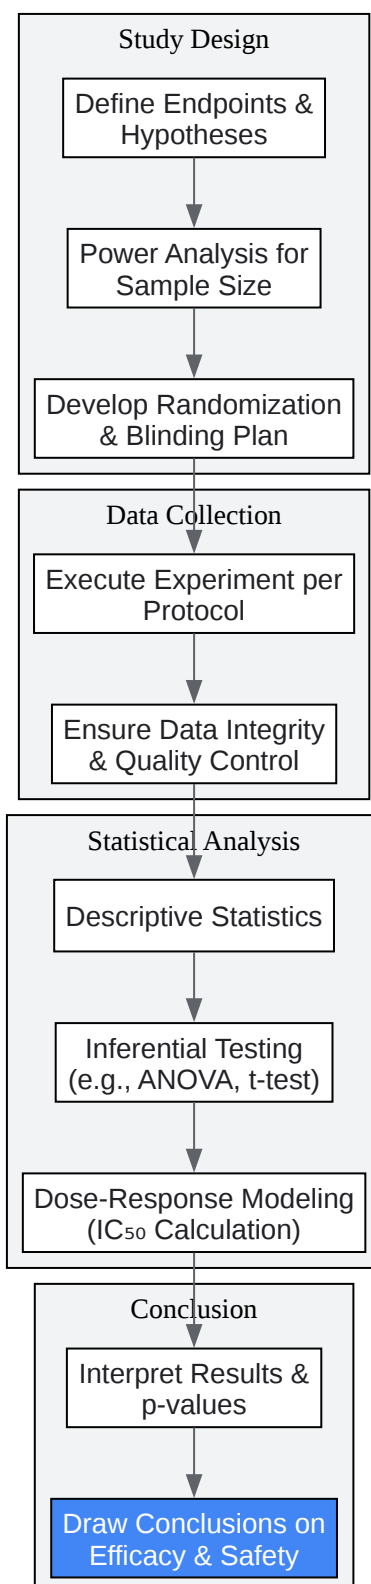 Study Design
Define Endpoints &
Hypotheses
Power Analysis for
Sample Size
Develop Randomization
& Blinding Plan
Data Collection
Execute Experiment per
Protocol
Ensure Data Integrity
& Quality Control
Statistical Analysis
Descriptive Statistics
Inferential Testing
(e.g., ANOVA, t-test)
Dose-Response Modeling
(IC₅₀ Calculation)
Conclusion
Interpret Results &
p-values
Draw Conclusions on
Efficacy & Safety